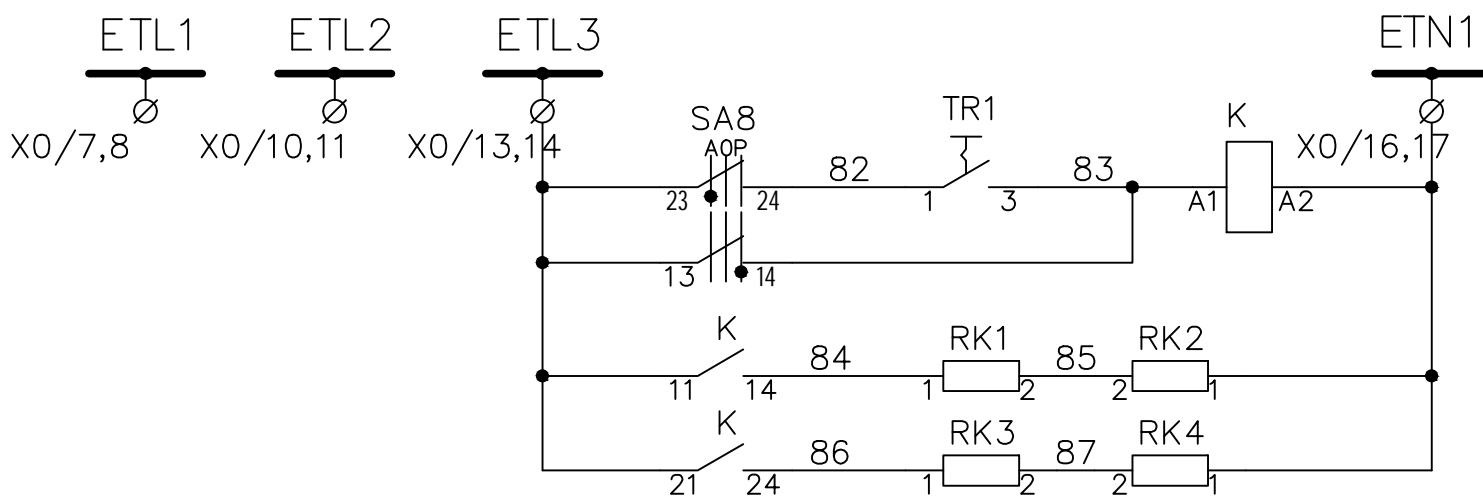 ETL1 ETL2 ETL3 ETN1
X0/7,8 X0/10,11 X0/13,14 X0/16,17
SA8 TR1 K
AOP
82 83
23 24 1 3 A1 A2
13 14
K RK1 RK2
84 85
11 14 1 2 2 1
K RK3 RK4
86 87
21 24 1 2 2 1